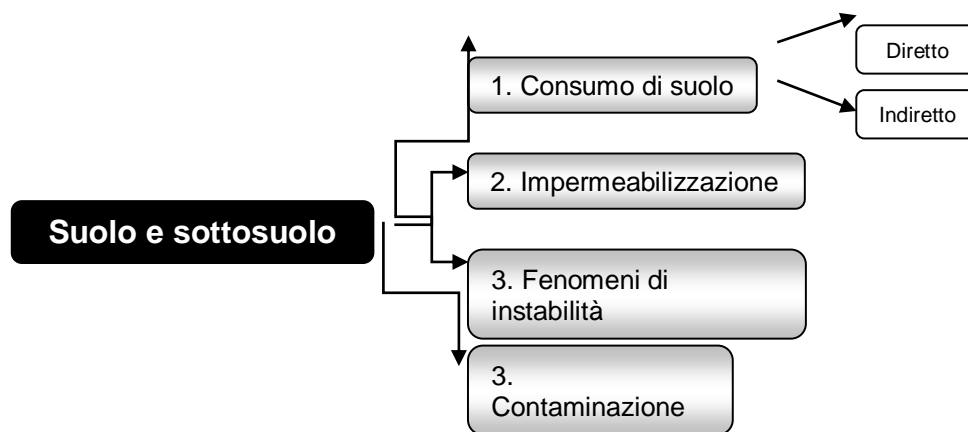 Diretto
1. Consumo di suolo
Indiretto
2. Impermeabilizzazione
Suolo e sottosuolo
3. Fenomeni di
instabilità
3.
Contaminazione